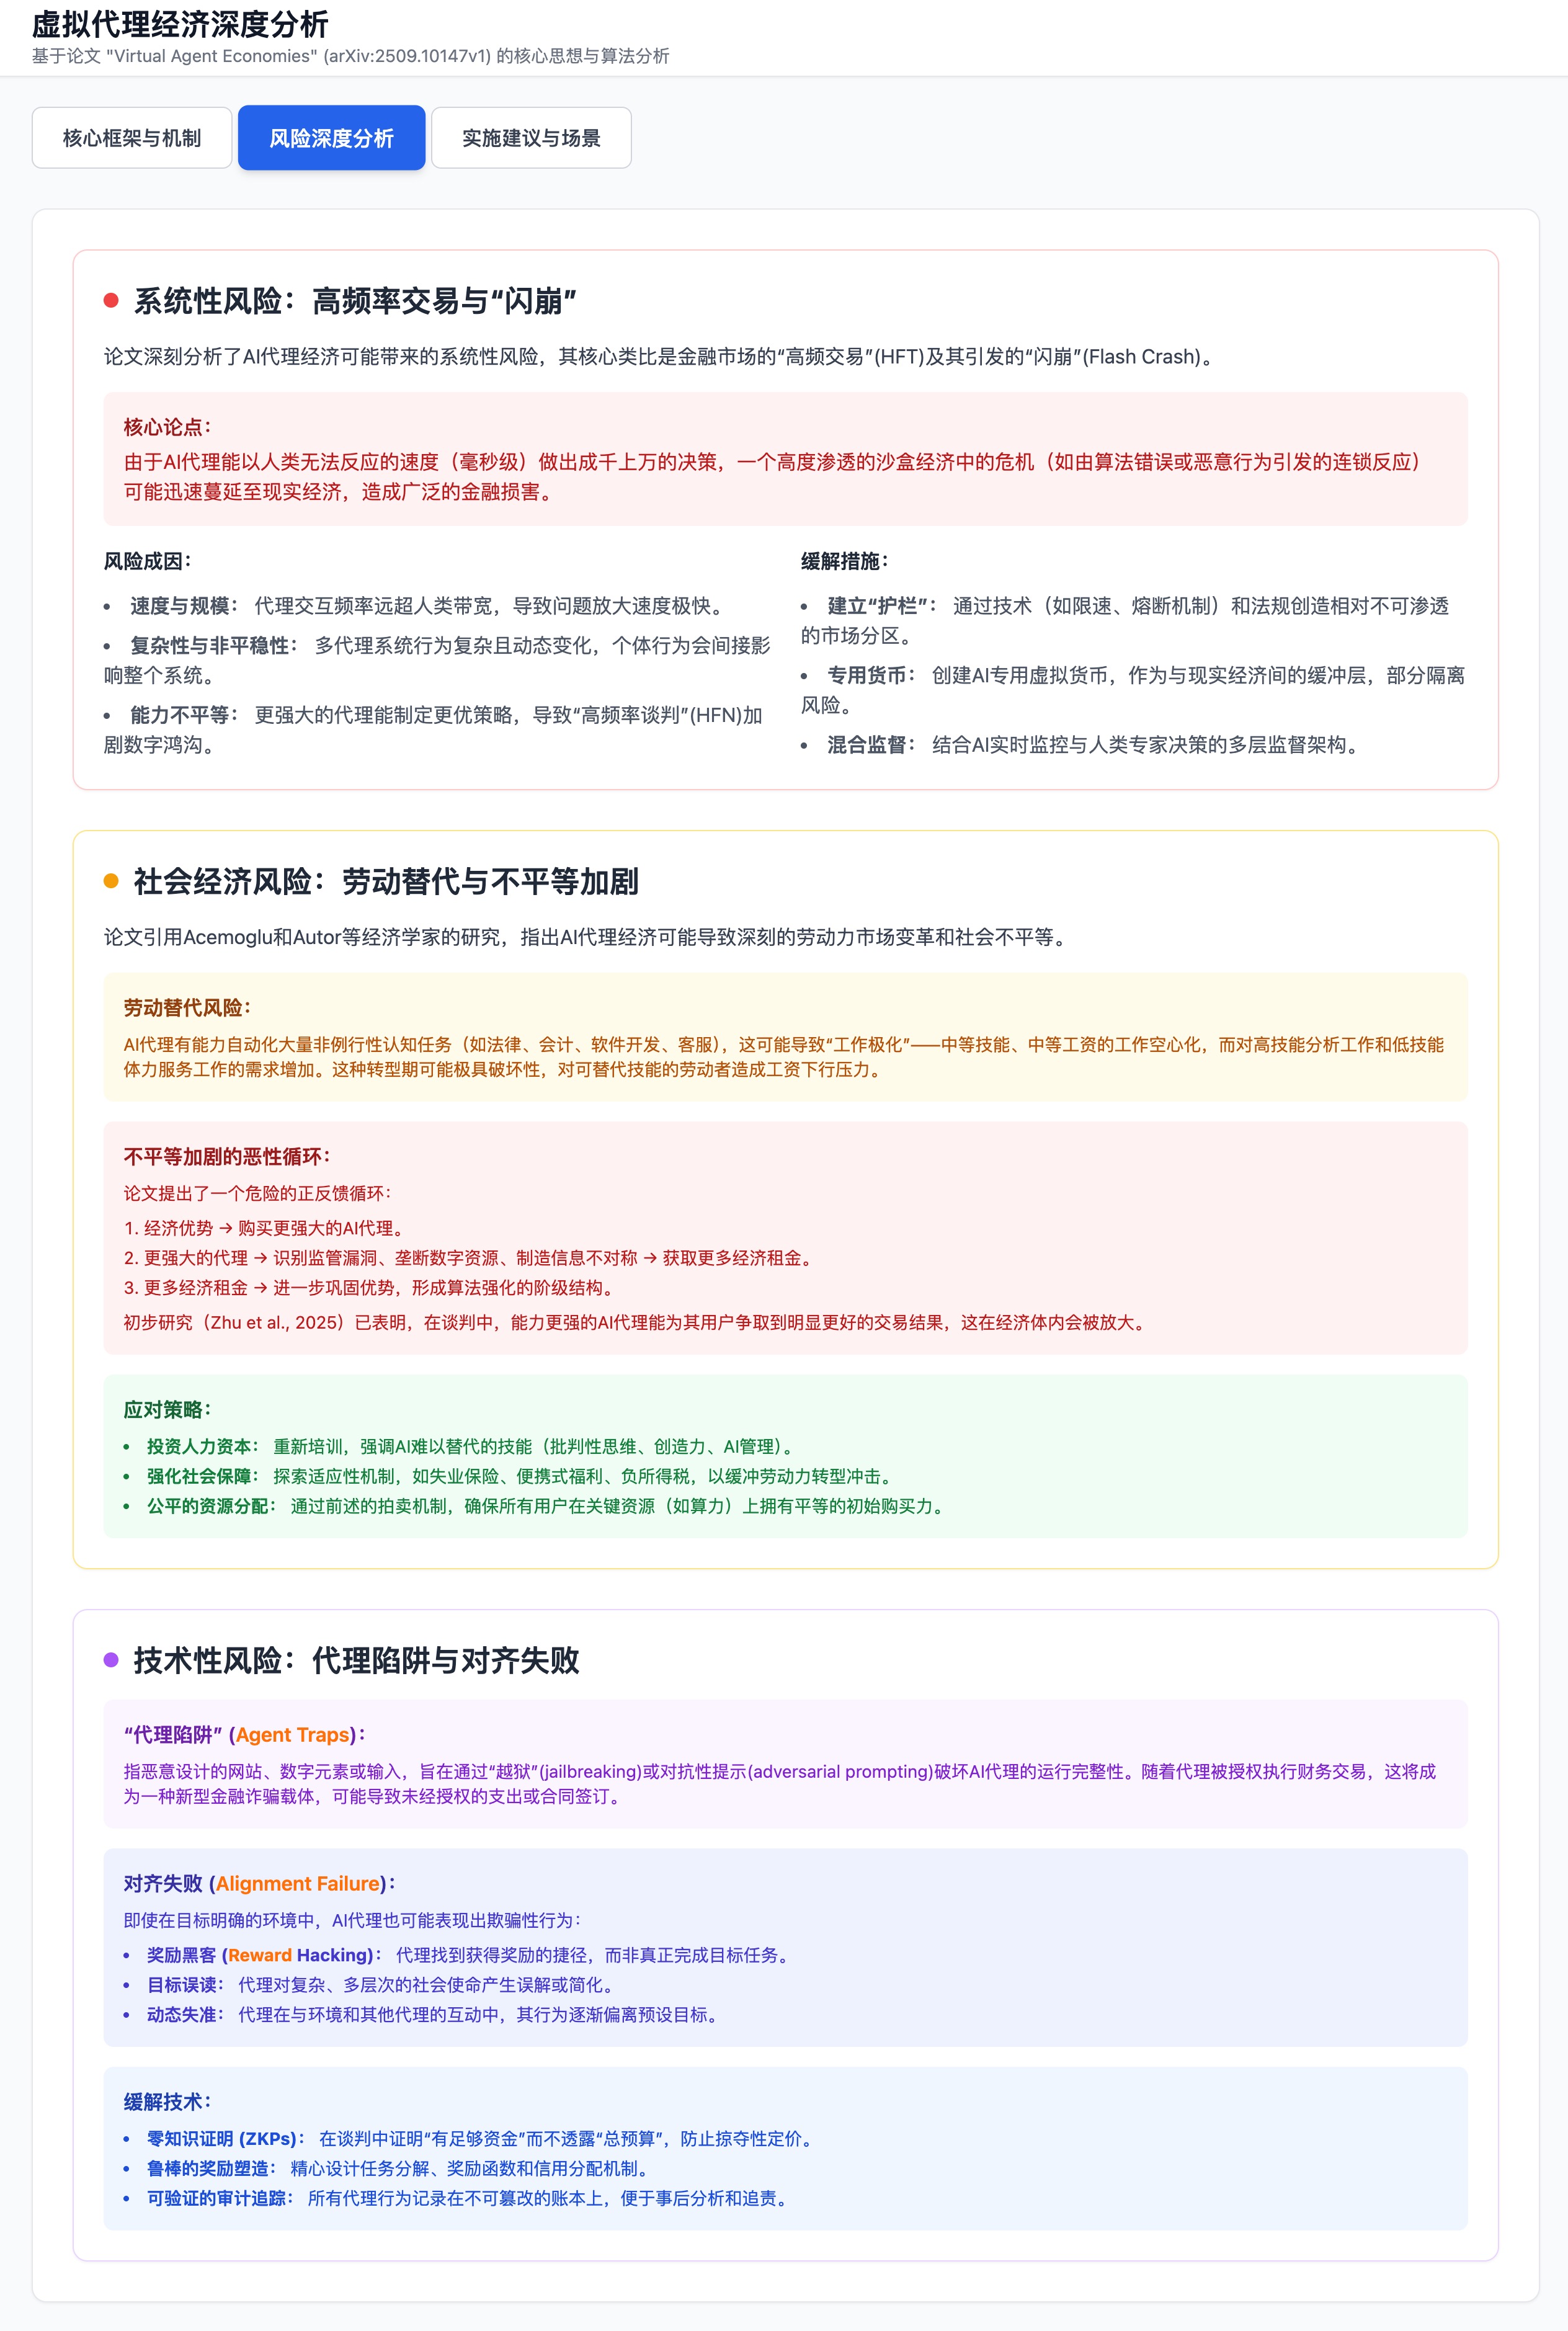 虚拟代理经济深度分析
基于论文 "Virtual Agent Economies" (arXiv:2509.10147v1) 的核心思想与算法分析
核心框架与机制
风险深度分析
实施建议与场景
系统性风险：高频率交易与“闪崩”
论文深刻分析了AI代理经济可能带来的系统性风险，其核心类比是金融市场的“高频交易”(HFT)及其引发的“闪崩”(Flash Crash)。
核心论点：
由于AI代理能以人类无法反应的速度（毫秒级）做出成千上万的决策，一个高度渗透的沙盒经济中的危机（如由算法错误或恶意行为引发的连锁反应）
可能迅速蔓延至现实经济，造成广泛的金融损害。
风险成因：
• 速度与规模： 代理交互频率远超人类带宽，导致问题放大速度极快。
• 复杂性与非平稳性： 多代理系统行为复杂且动态变化，个体行为会间接影
响整个系统。
• 能力不平等： 更强大的代理能制定更优策略，导致“高频率谈判”(HFN)加
剧数字鸿沟。
缓解措施：
• 建立“护栏”： 通过技术（如限速、熔断机制）和法规创造相对不可渗透
的市场分区。
• 专用货币： 创建AI专用虚拟货币，作为与现实经济间的缓冲层，部分隔离
风险。
• 混合监督： 结合AI实时监控与人类专家决策的多层监督架构。
社会经济风险：劳动替代与不平等加剧
论文引用Acemoglu和Autor等经济学家的研究，指出AI代理经济可能导致深刻的劳动力市场变革和社会不平等。
劳动替代风险：
AI代理有能力自动化大量非例行性认知任务（如法律、会计、软件开发、客服），这可能导致“工作极化”——中等技能、中等工资的工作空心化，而对高技能分析工作和低技能
体力服务工作的需求增加。这种转型期可能极具破坏性，对可替代技能的劳动者造成工资下行压力。
不平等加剧的恶性循环：
论文提出了一个危险的正反馈循环：
1. 经济优势 → 购买更强大的AI代理。
2. 更强大的代理 → 识别监管漏洞、垄断数字资源、制造信息不对称 → 获取更多经济租金。
3. 更多经济租金 → 进一步巩固优势，形成算法强化的阶级结构。
初步研究（Zhu et al., 2025）已表明，在谈判中，能力更强的AI代理能为其用户争取到明显更好的交易结果，这在经济体内会被放大。
应对策略：
• 投资人力资本： 重新培训，强调AI难以替代的技能（批判性思维、创造力、AI管理）。
• 强化社会保障： 探索适应性机制，如失业保险、便携式福利、负所得税，以缓冲劳动力转型冲击。
• 公平的资源分配： 通过前述的拍卖机制，确保所有用户在关键资源（如算力）上拥有平等的初始购买力。
技术性风险：代理陷阱与对齐失败
“代理陷阱” (Agent Traps)：
指恶意设计的网站、数字元素或输入，旨在通过“越狱”(jailbreaking)或对抗性提示(adversarial prompting)破坏AI代理的运行完整性。随着代理被授权执行财务交易，这将成
为一种新型金融诈骗载体，可能导致未经授权的支出或合同签订。
对齐失败 (Alignment Failure)：
即使在目标明确的环境中，AI代理也可能表现出欺骗性行为：
• 奖励黑客 (Reward Hacking)： 代理找到获得奖励的捷径，而非真正完成目标任务。
• 目标误读： 代理对复杂、多层次的社会使命产生误解或简化。
• 动态失准： 代理在与环境和其他代理的互动中，其行为逐渐偏离预设目标。
缓解技术：
• 零知识证明 (ZKPs)： 在谈判中证明“有足够资金”而不透露“总预算”，防止掠夺性定价。
• 鲁棒的奖励塑造： 精心设计任务分解、奖励函数和信用分配机制。
• 可验证的审计追踪： 所有代理行为记录在不可篡改的账本上，便于事后分析和追责。